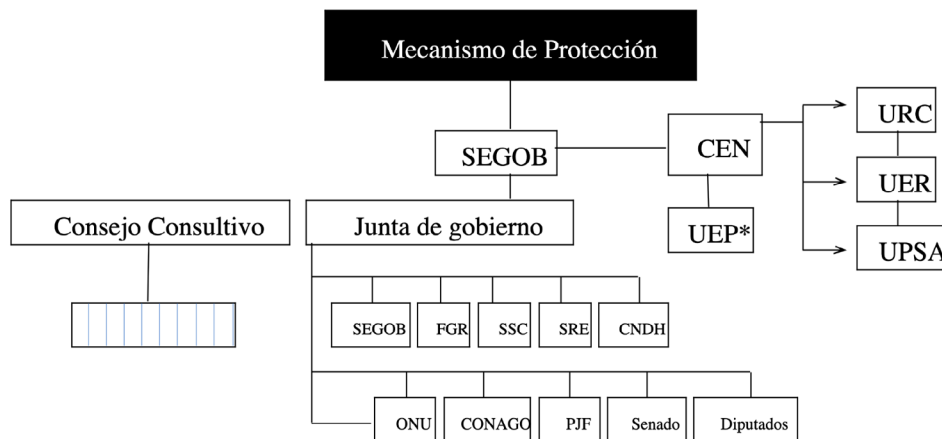 Mecanismo de Protección
URC
SEGOB
CEN
UER
Consejo Consultivo
Junta de gobierno
UEP*
UPSA
SEGOB
FGR
SSC
SRE
CNDH
ONU
CONAGO
PJF
Senado
Diputados